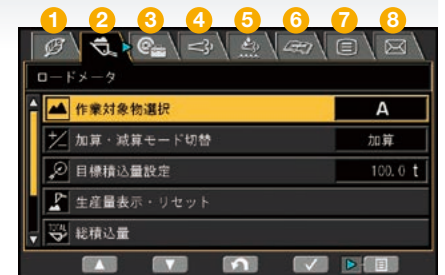 1 2 3 4 5 6 7 8
ロードメータ
作業対象物選択 A
加算・減算モード切替 加算
目標積込量設定 100.0 t
生産量表示・リセット
TOTAL 総積込量